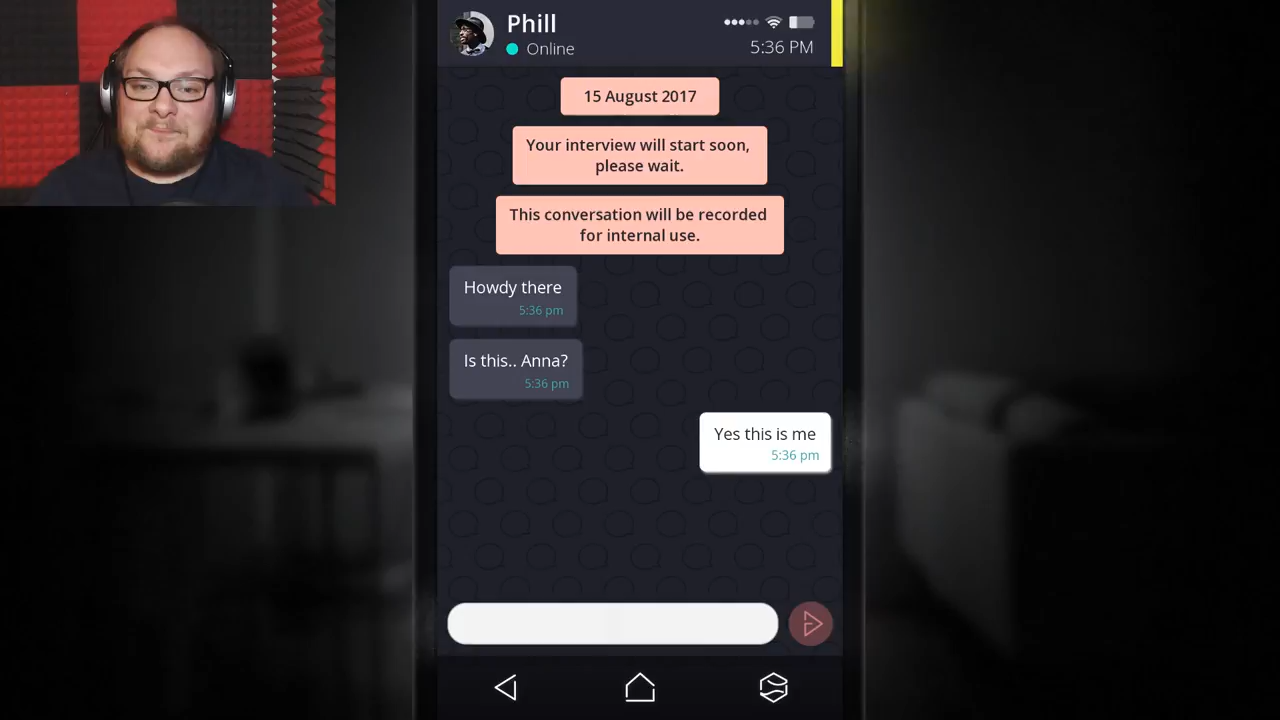 Phill
Online
5:36 PM
15 August 2017
Your interview will start soon,
please wait.
This conversation will be recorded
for internal use.
Howdy there
5:36 pm
Is this.. Anna?
5:36 pm
Yes this is me
5:36 pm